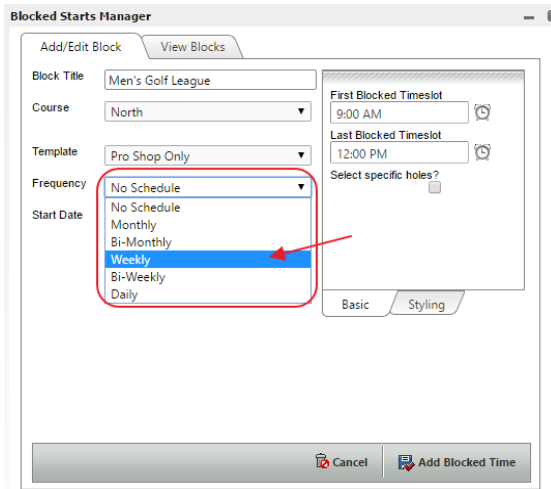 Blocked Starts Manager
Add/Edit Block
View Blocks
Block Title
Men's Golf League
Course
North
Template
Pro Shop Only
Frequency
No Schedule
No Schedule
Monthly
Bi-Monthly
Weekly
Bi-Weekly
Daily
Start Date
First Blocked Timeslot
9:00 AM
Last Blocked Timeslot
12:00 PM
Select specific holes?
Basic
Styling
Cancel
Add Blocked Time